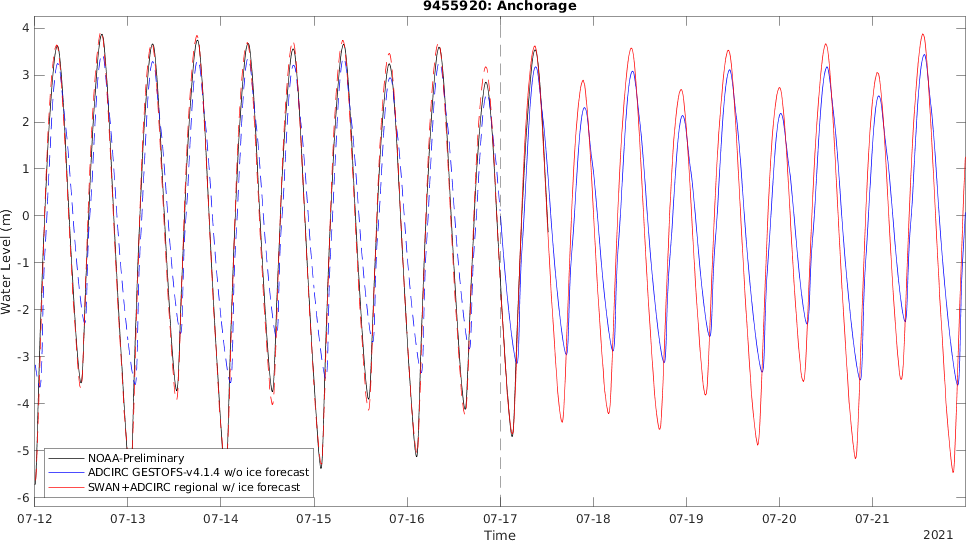 9455920: Anchorage
4
3
2
1
0
-1
-2
-3
-4
-5
-6
Water Level (m)
NOAA-Preliminary
ADCIRC GESTOFS-v4.1.4 w/o ice forecast
SWAN+ADCIRC regional w/ ice forecast
07-12 07-13 07-14 07-15 07-16 07-17 07-18 07-19 07-20 07-21
Time
2021